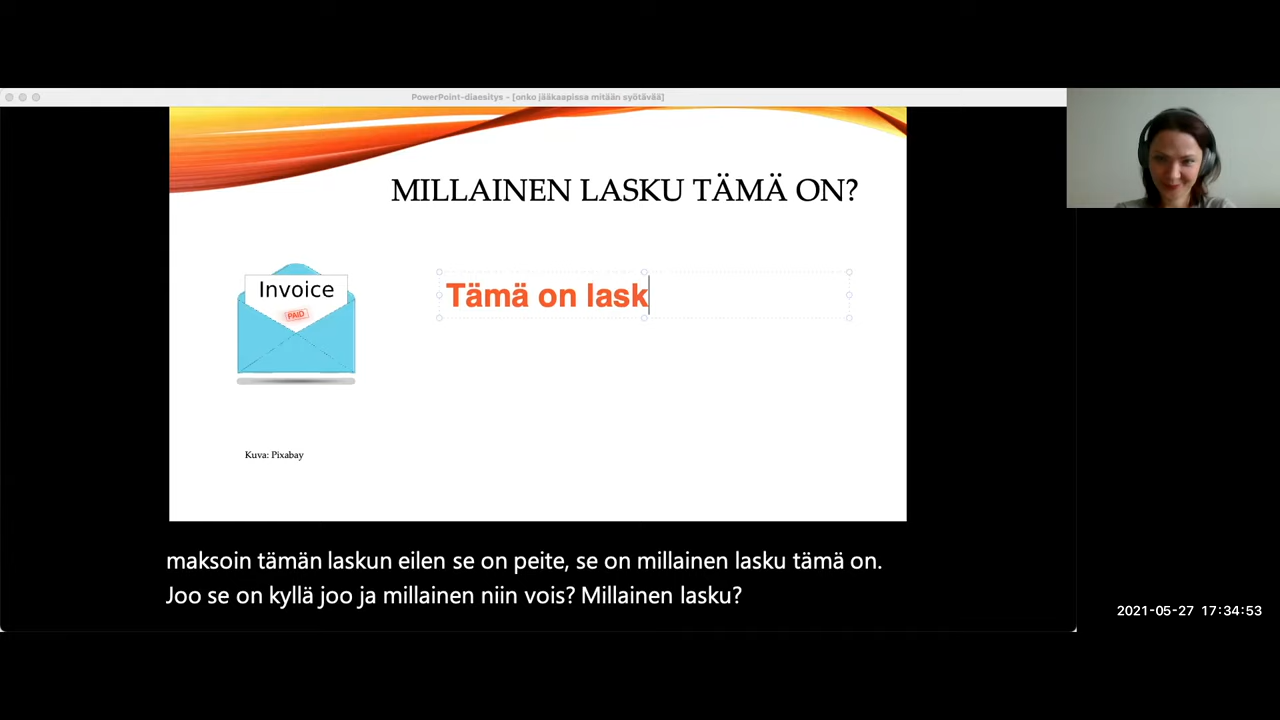 PowerPoint-diaesitys - [onko jääkaapissa mitään syötävää]
MILLAINEN LASKU TÄMÄ ON?
Invoice
PAID
Tämä on lask
Kuva: Pixabay
maksoin tämän laskun eilen se on peite, se on millainen lasku tämä on.
Joo se on kyllä joo ja millainen niin vois? Millainen lasku?
2021-05-27 17:34:53